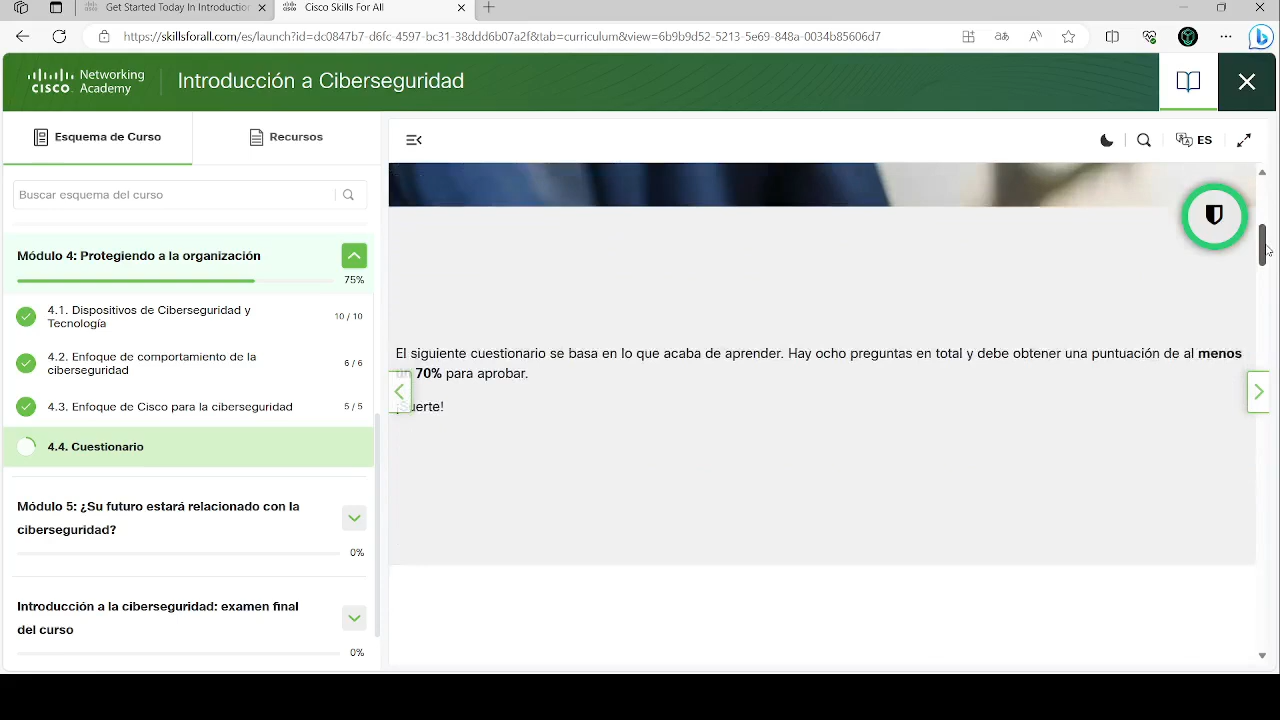 Get Started Today In Introduction
Cisco Skills For All
https://skillsforall.com/es/launch?id=dc0847b7-d6fc-4597-bc31-38ddd6b07a2f&tab=curriculum&view=6b9b9d52-5213-5e69-848a-0034b85606d7
cisco Networking Academy
Introducción a Ciberseguridad
Esquema de Curso
Recursos
ES
Buscar esquema del curso
Módulo 4: Protegiendo a la organización
75%
4.1. Dispositivos de Ciberseguridad y
Tecnología
10 / 10
4.2. Enfoque de comportamiento de la
ciberseguridad
6 / 6
4.3. Enfoque de Cisco para la ciberseguridad
5 / 5
4.4. Cuestionario
Módulo 5: ¿Su futuro estará relacionado con la
ciberseguridad?
0%
Introducción a la ciberseguridad: examen final
del curso
0%
El siguiente cuestionario se basa en lo que acaba de aprender. Hay ocho preguntas en total y debe obtener una puntuación de al menos
un 70% para aprobar.
¡Suerte!